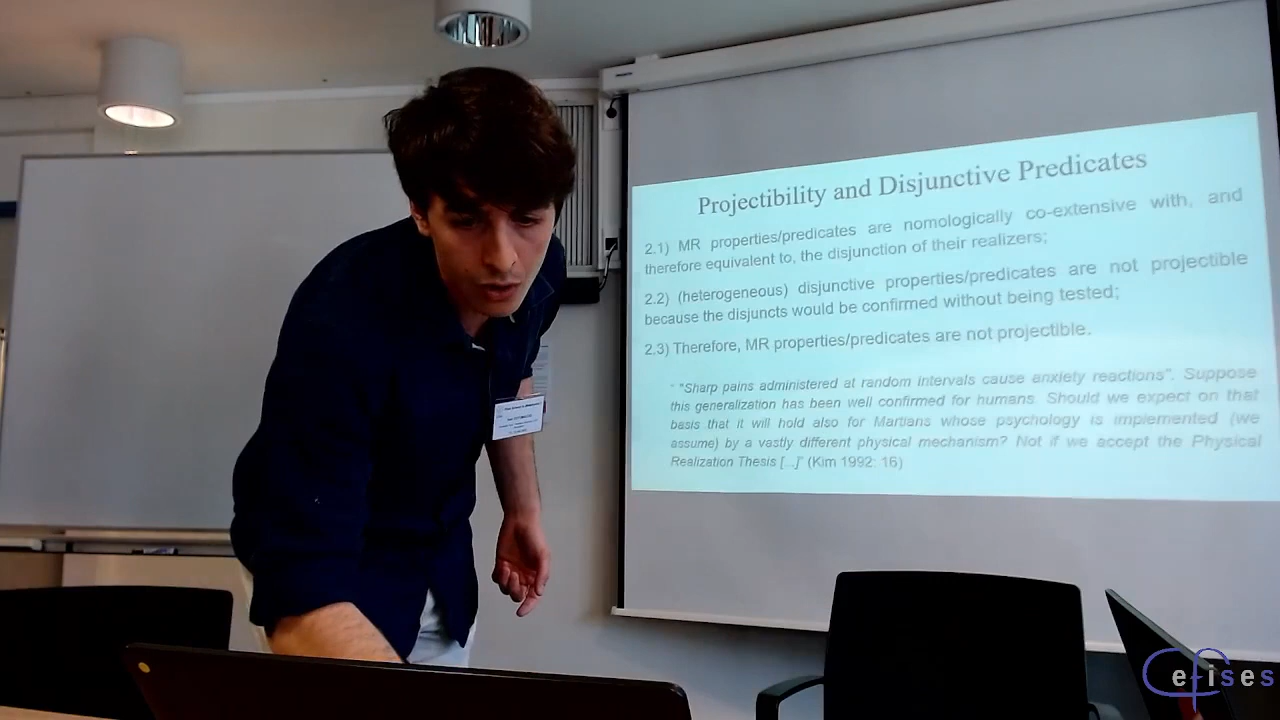 Projectibility and Disjunctive Predicates
2.1) MR properties/predicates are nomologically co-extensive with, and
therefore equivalent to, the disjunction of their realizers;
2.2) (heterogeneous) disjunctive properties/predicates are not projectible
because the disjuncts would be confirmed without being tested;
2.3) Therefore, MR properties/predicates are not projectible.
- "Sharp pains administered at random intervals cause anxiety reactions". Suppose
this generalization has been well confirmed for humans. Should we expect on that
basis that it will hold also for Martians whose psychology is implemented (we
assume) by a vastly different physical mechanism? Not if we accept the Physical
Realization Thesis [...]" (Kim 1992: 16)
Cefises